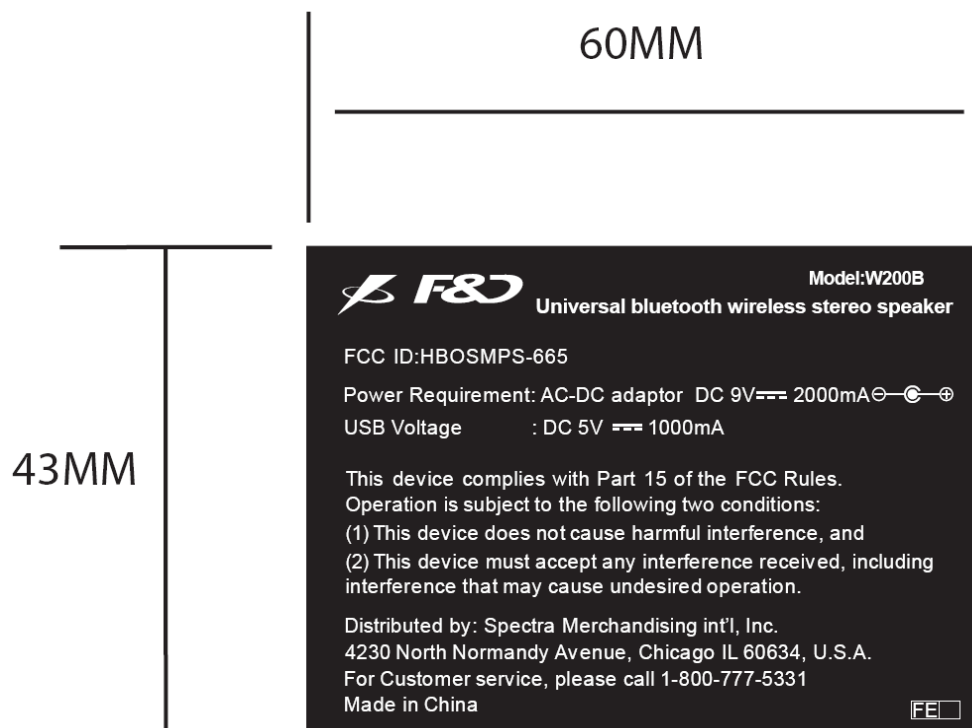 60MM
43MM
F&D
Model:W200B
Universal bluetooth wireless stereo speaker
FCC ID:HBOSMPS-665
Power Requirement: AC-DC adaptor DC 9V⎓ 2000mA⊖-⊕
USB Voltage : DC 5V ⎓ 1000mA
This device complies with Part 15 of the FCC Rules.
Operation is subject to the following two conditions:
(1) This device does not cause harmful interference, and
(2) This device must accept any interference received, including
interference that may cause undesired operation.
Distributed by: Spectra Merchandising int'l, Inc.
4230 North Normandy Avenue, Chicago IL 60634, U.S.A.
For Customer service, please call 1-800-777-5331
Made in China
FE